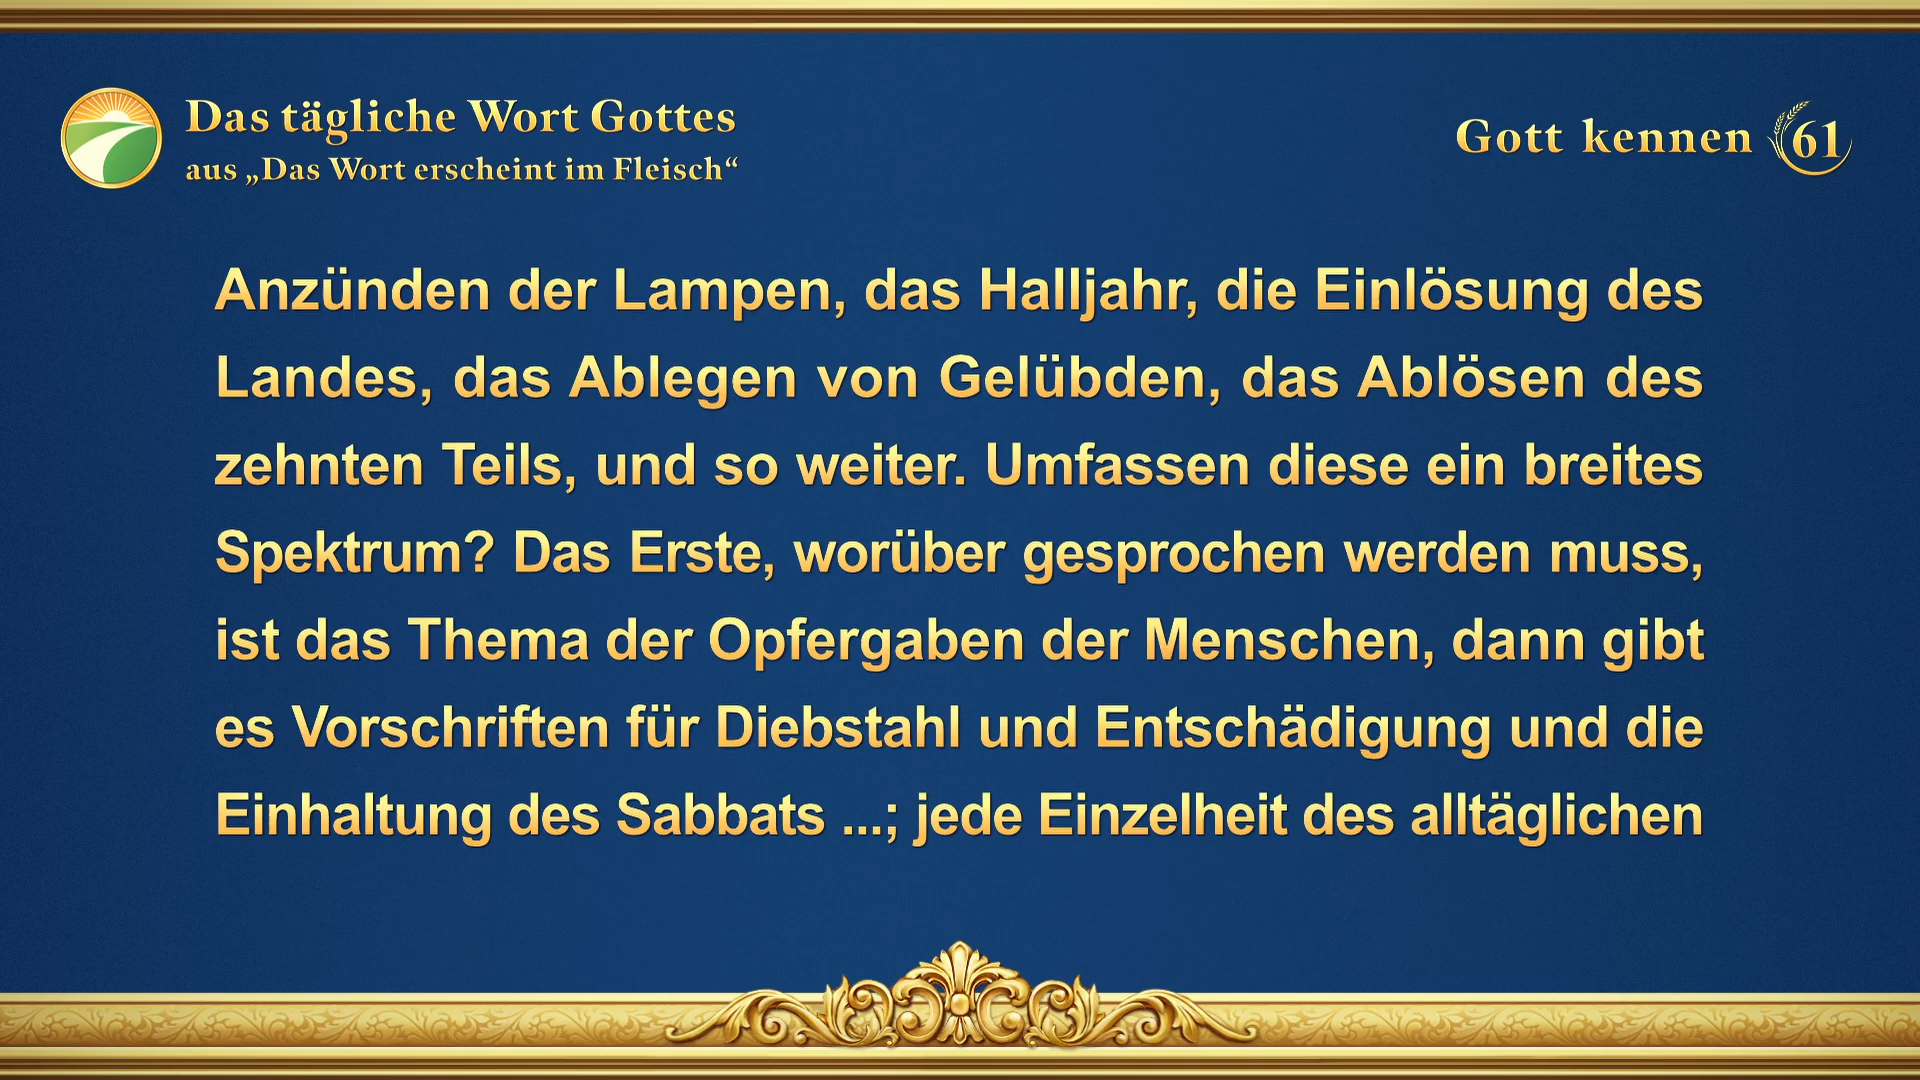 Das tägliche Wort Gottes
aus „Das Wort erscheint im Fleisch“
Gott kennen 61
Anzünden der Lampen, das Halljahr, die Einlösung des
Landes, das Ablegen von Gelübden, das Ablösen des
zehnten Teils, und so weiter. Umfassen diese ein breites
Spektrum? Das Erste, worüber gesprochen werden muss,
ist das Thema der Opfergaben der Menschen, dann gibt
es Vorschriften für Diebstahl und Entschädigung und die
Einhaltung des Sabbats ...; jede Einzelheit des alltäglichen